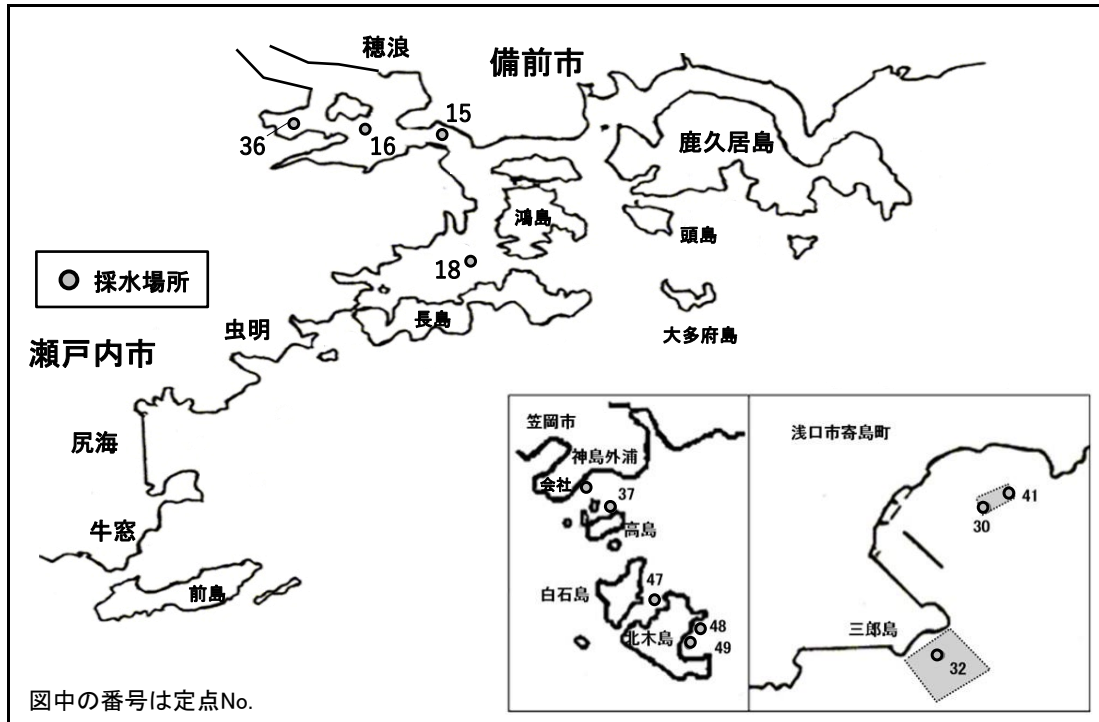 穂浪
備前市
15
36
16
鹿久居島
鴻島
頭島
18
採水場所
長島
大多府島
虫明
瀬戸内市
尻海
牛窓
前島
笠岡市
神島外浦
会社
37
高島
白石島
47
北木島
48
49
浅口市寄島町
41
30
三郎島
32
図中の番号は定点No.